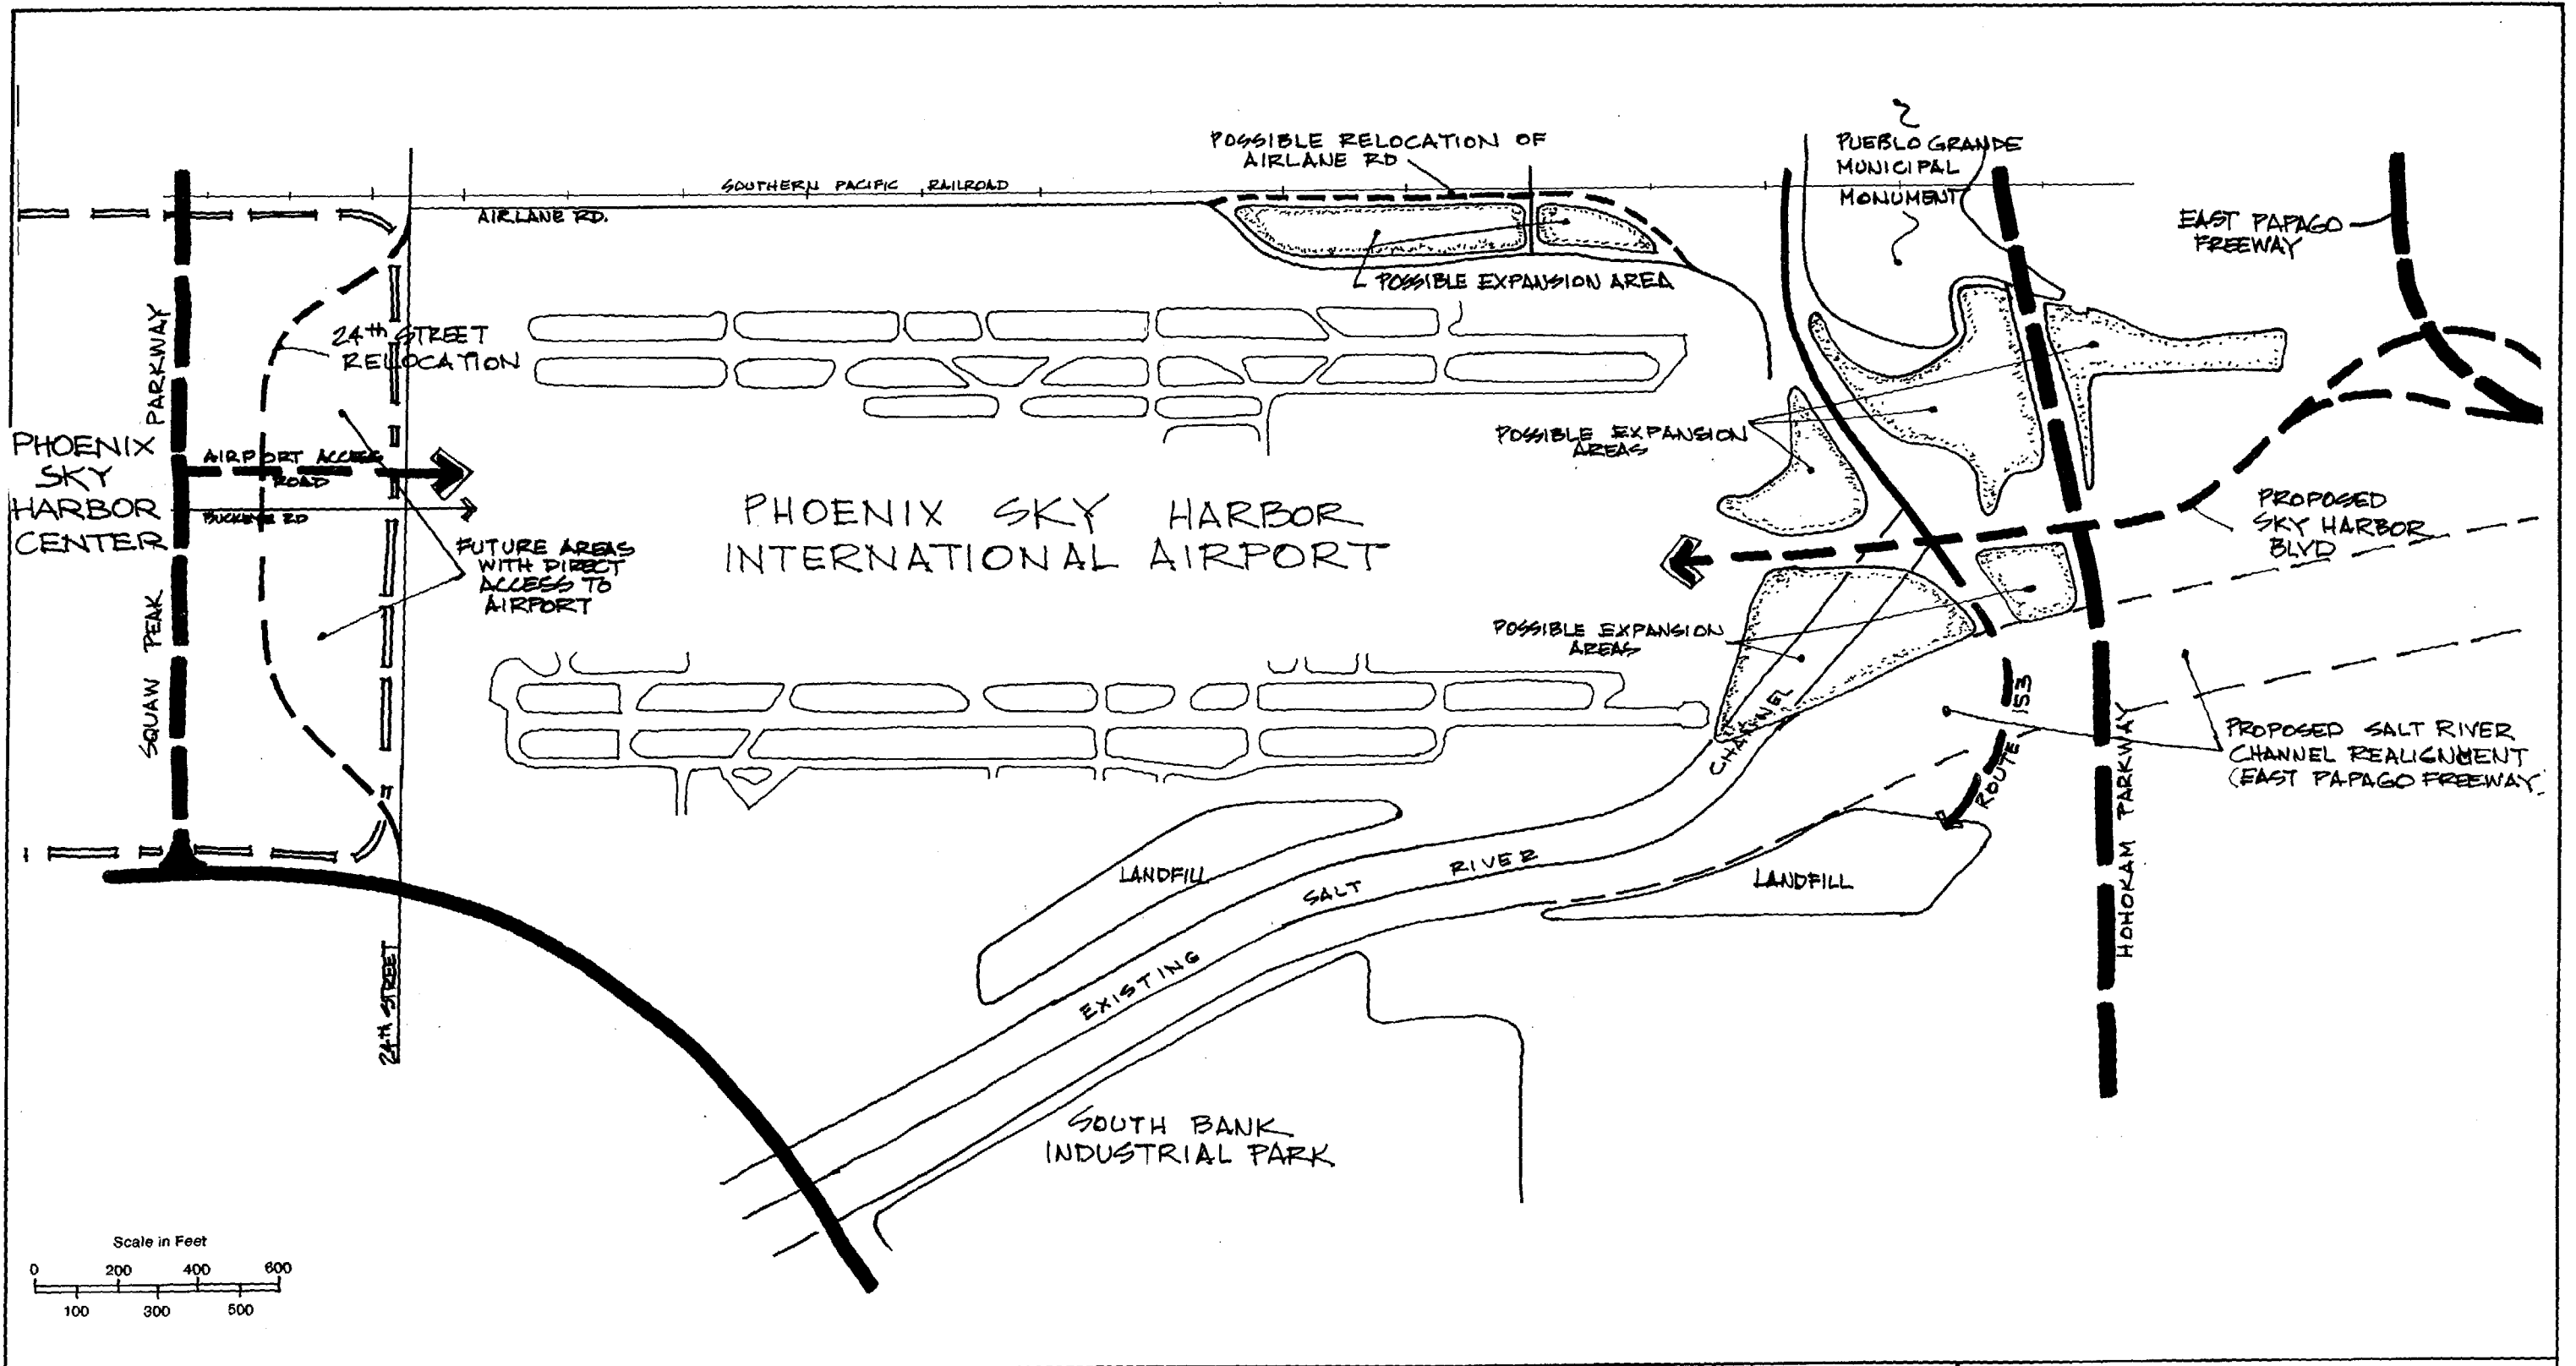 POSSIBLE RELOCATION OF
AIRLANE RD
PUEBLO GRANDE
MUNICIPAL
MONUMENT
SOUTHERN PACIFIC RAILROAD
AIRLANE RD.
EAST PAPAGO
FREEWAY
POSSIBLE EXPANSION AREA
24th STREET
RELOCATION
SQUAW PEAK PARKWAY
PHOENIX
SKY
HARBOR
CENTER
AIRPORT ACCESS
ROAD
BUCKEYE RD
POSSIBLE EXPANSION
AREAS
PHOENIX SKY HARBOR
INTERNATIONAL AIRPORT
PROPOSED
SKY HARBOR
BLVD
FUTURE AREAS
WITH DIRECT
ACCESS TO
AIRPORT
POSSIBLE EXPANSION
AREAS
ROUTE 153
PROPOSED SALT RIVER
CHANNEL REALIGNMENT
(EAST PAPAGO FREEWAY)
HOHOKAM PARKWAY
EXISTING SALT RIVER CHANNEL
LANDFILL
LANDFILL
24th STREET
SOUTH BANK
INDUSTRIAL PARK
Scale in Feet
0 200 400 600
100 300 500